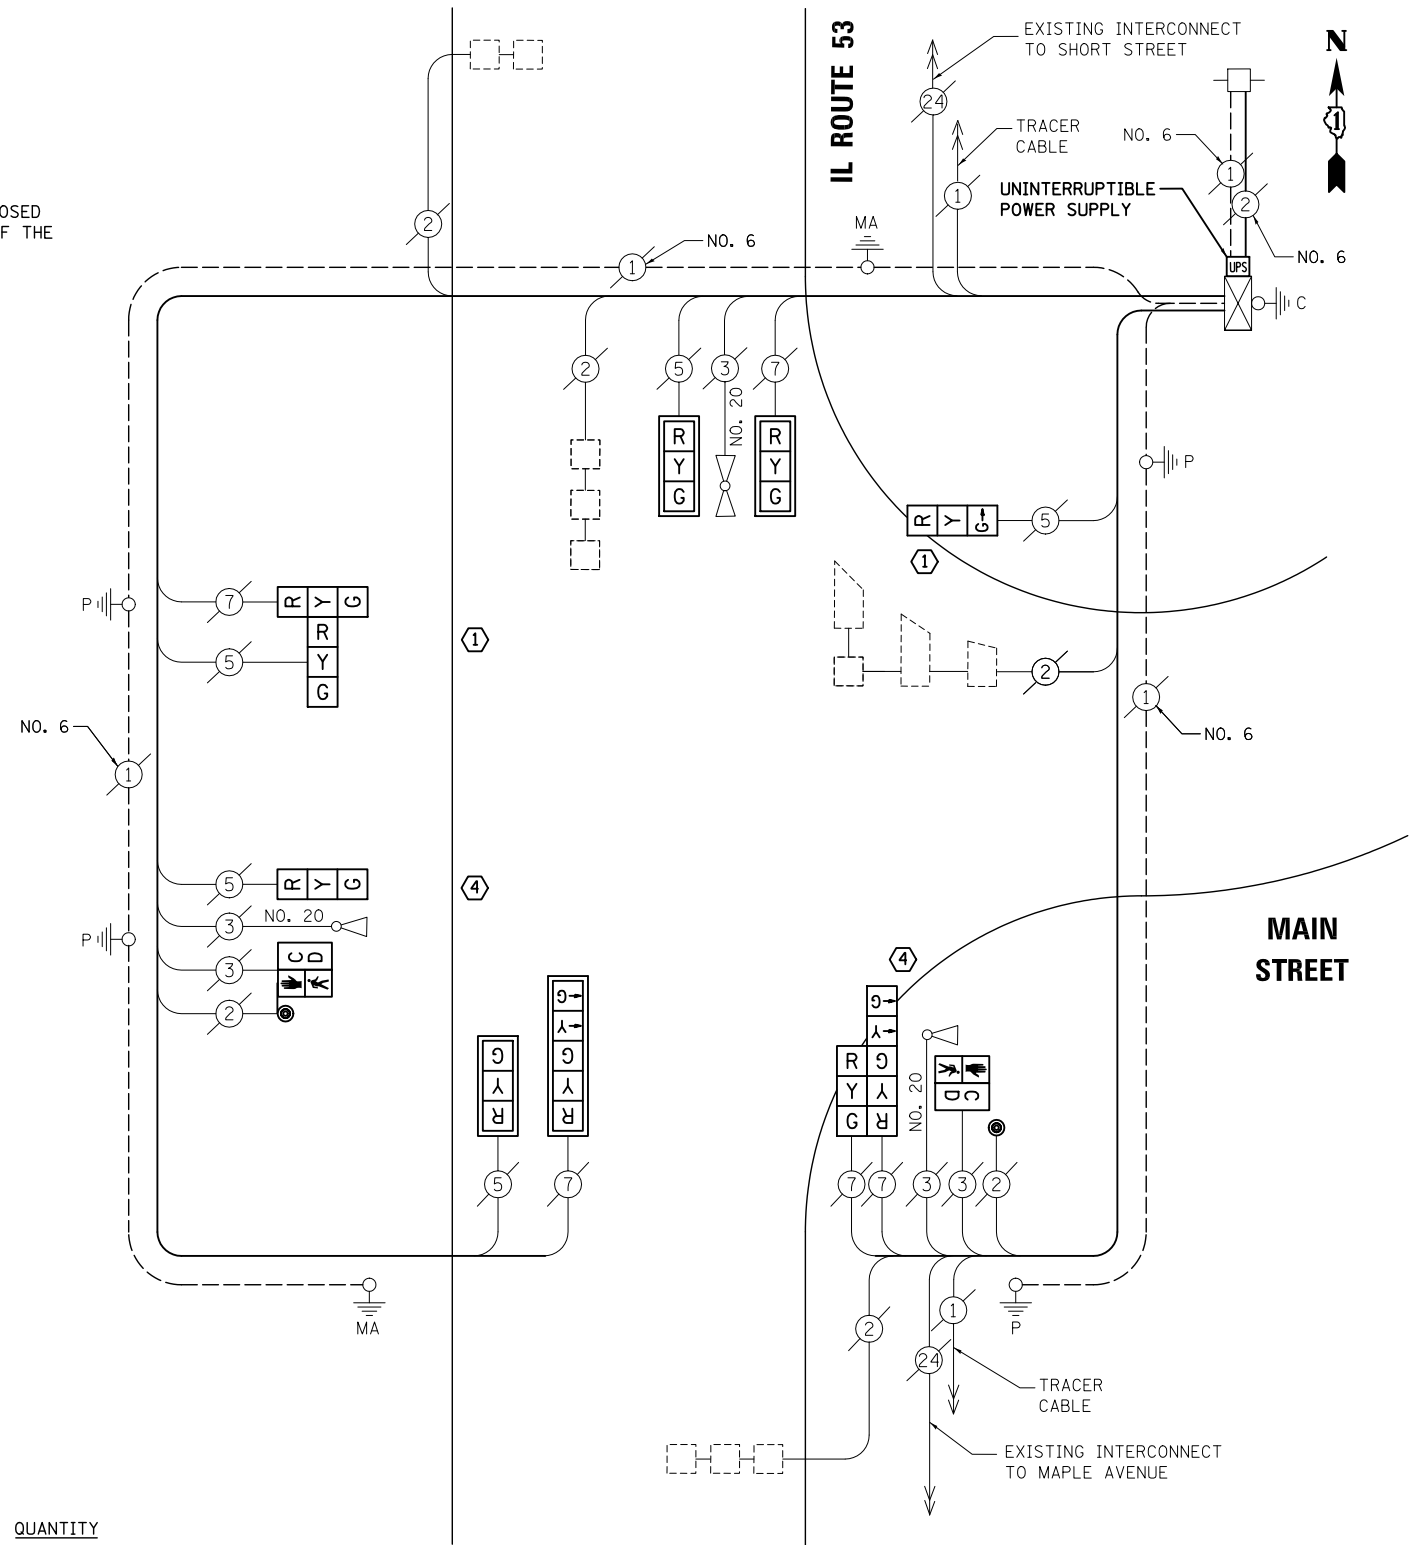 EXISTING INTERCONNECT
TO SHORT STREET
IL ROUTE 53
N
24
TRACER
CABLE
NO. 6
1
1
1
UNINTERRUPTIBLE
POWER SUPPLY
2
NO. 6
OSED
F THE
2
MA
NO. 6
1
UPS
C
2
5
3
7
NO. 20
R
Y
G
R
Y
G
P
R Y G
5
1
P
7
R Y G
5
R
Y
G
1
2
1
NO. 6
NO. 6
1
5
R Y G
4
3
NO. 20
P
3
C D
2
MAIN
STREET
4
G
Y
G
Y
R
G
Y
R
G
Y
R
Y
G
G
Y
R
NO. 20
C D
5
7
7
7
3
3
2
MA
P
2
1
24
TRACER
CABLE
EXISTING INTERCONNECT
TO MAPLE AVENUE
QUANTITY